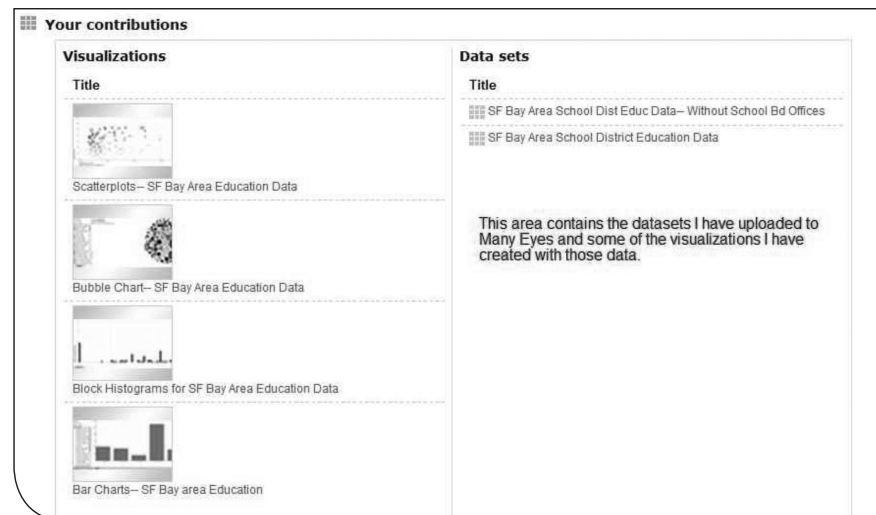 Your contributions
Visualizations
Title
Scatterplots-- SF Bay Area Education Data
Bubble Chart-- SF Bay Area Education Data
Block Histograms for SF Bay Area Education Data
Bar Charts-- SF Bay area Education
Data sets
Title
SF Bay Area School Dist Educ Data-- Without School Bd Offices
SF Bay Area School District Education Data
This area contains the datasets I have uploaded to
Many Eyes and some of the visualizations I have
created with those data.